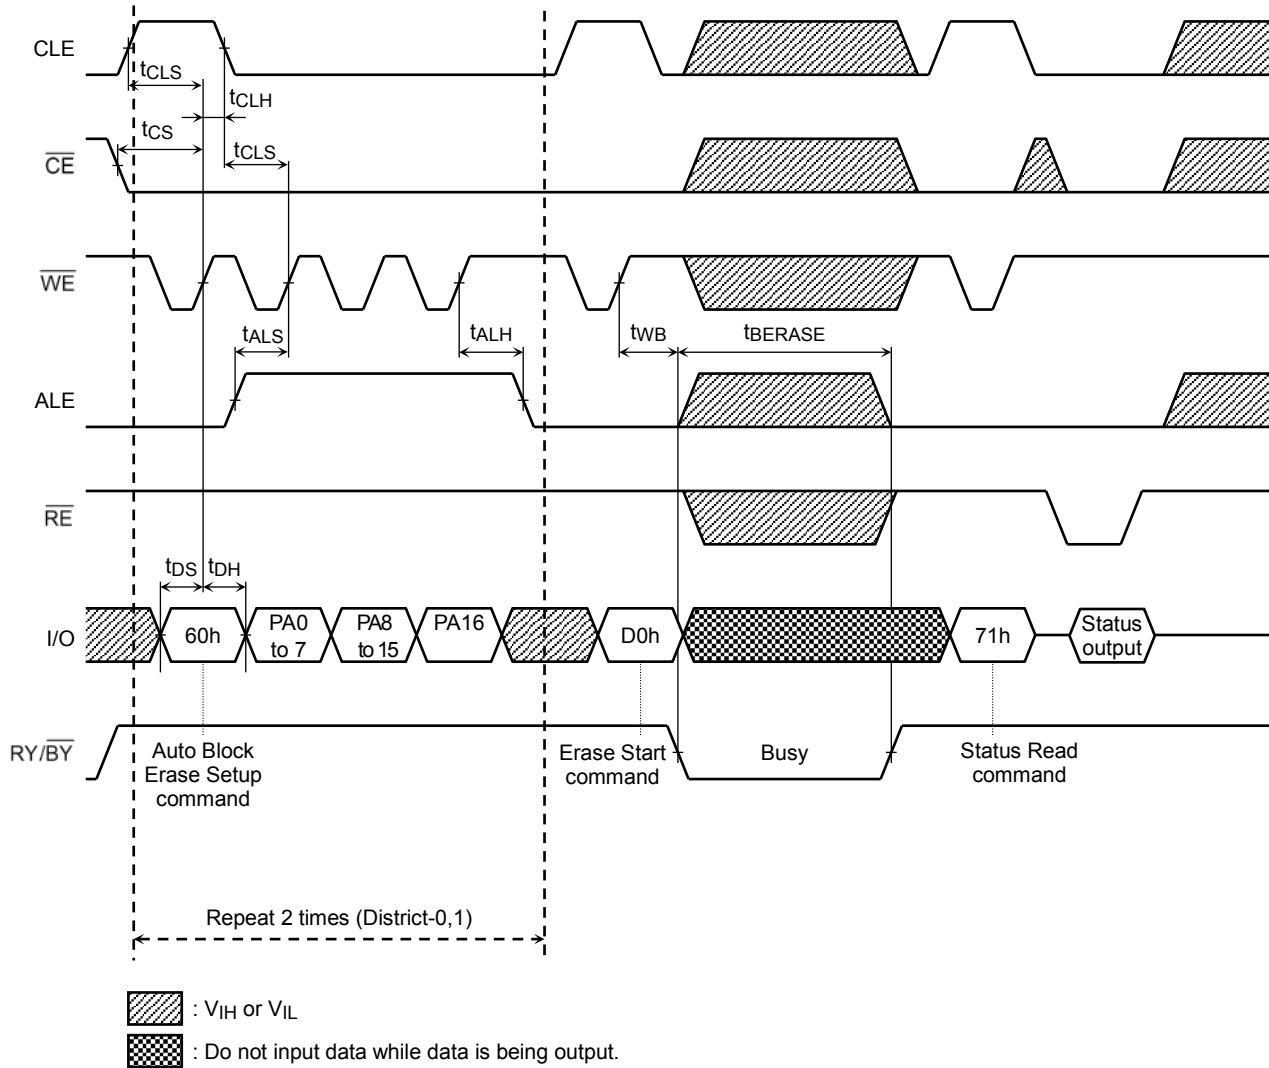 CLE
tCLS
tCLH
tCS
tCLS
CE
WE
tALS
tALH
tWB
tBERASE
ALE
RE
tDS
tDH
I/O
60h
PA0
to 7
PA8
to 15
PA16
D0h
71h
Status
output
RY/BY
Auto Block
Erase Setup
command
Erase Start
command
Busy
Status Read
command
Repeat 2 times (District-0,1)
: VIH or VIL
: Do not input data while data is being output.